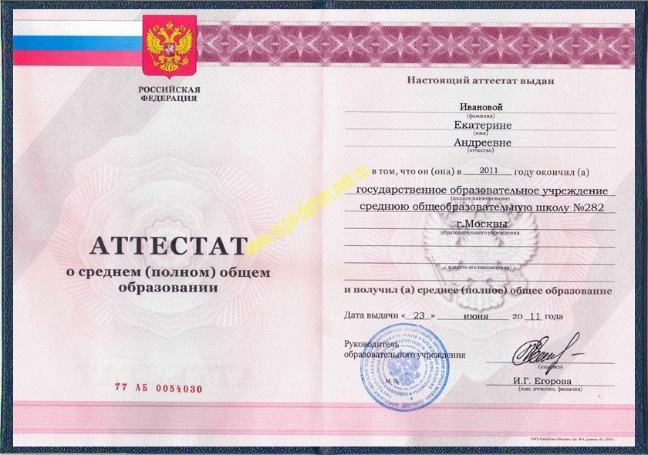 РОССИЙСКАЯ
ФЕДЕРАЦИЯ
АТТЕСТАТ
о среднем (полном) общем
образовании
77 АБ 0054030
Настоящий аттестат выдан
Ивановой
(фамилия)
Екатерине
(имя)
Андреевне
(отчество)
в том, что он (она) в 2011 году окончил (а)
государственное образовательное учреждение
(полное наименование
среднюю общеобразовательную школу №282
г.Москвы
образовательного учреждения
и место его нахождения)
и получил (а) среднее (полное) общее образование
Дата выдачи « 23 » июня 20 11 года
Руководитель
образовательного учреждения
(подпись)
М.П.
И.Г. Егорова
(имя, отчество, фамилия)